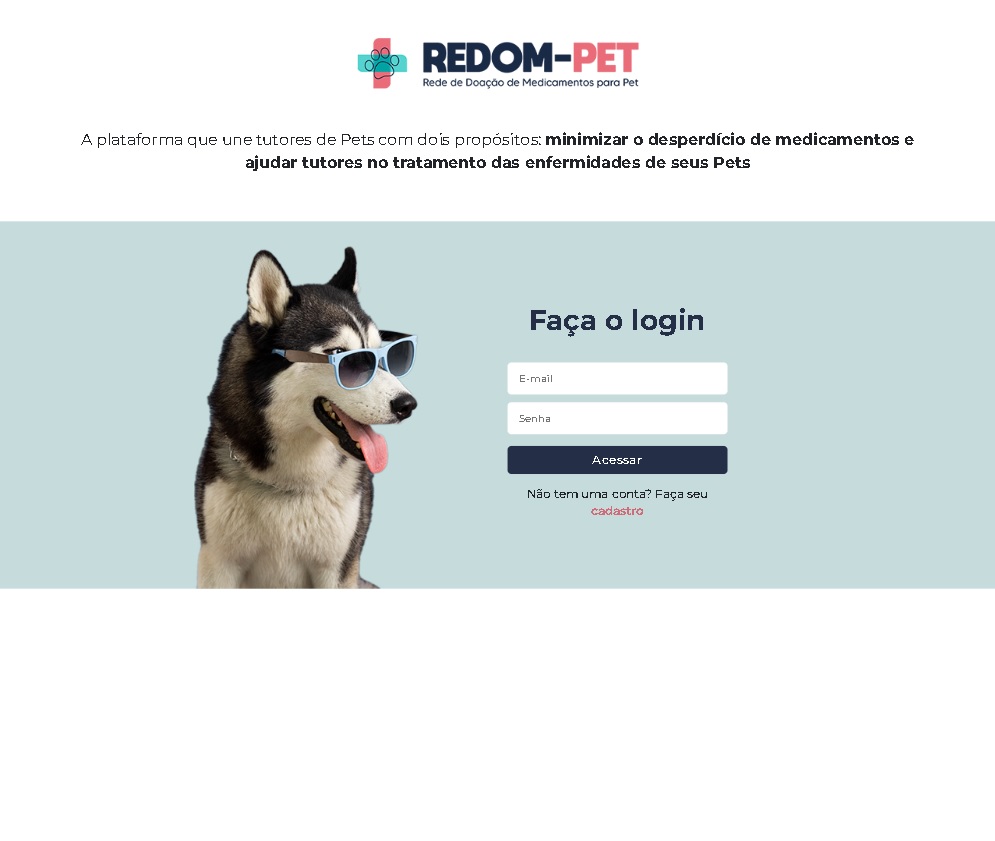 REDOM-PET
Rede de Doação de Medicamentos para Pet
A plataforma que une tutores de Pets com dois propósitos: minimizar o desperdício de medicamentos e
ajudar tutores no tratamento das enfermidades de seus Pets
Faça o login
E-mail
Senha
Acessar
Não tem uma conta? Faça seu
cadastro